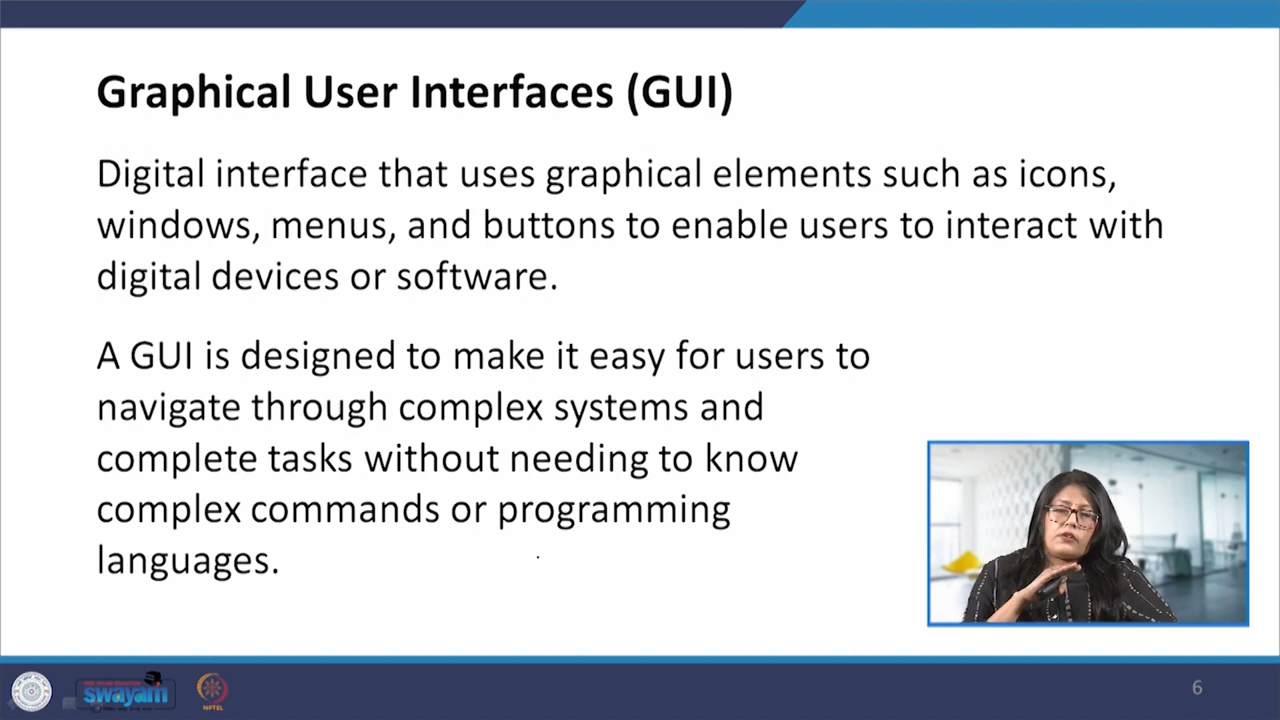 Graphical User Interfaces (GUI)
Digital interface that uses graphical elements such as icons,
windows, menus, and buttons to enable users to interact with
digital devices or software.
A GUI is designed to make it easy for users to
navigate through complex systems and
complete tasks without needing to know
complex commands or programming
languages.
swayam
NPTEL
6